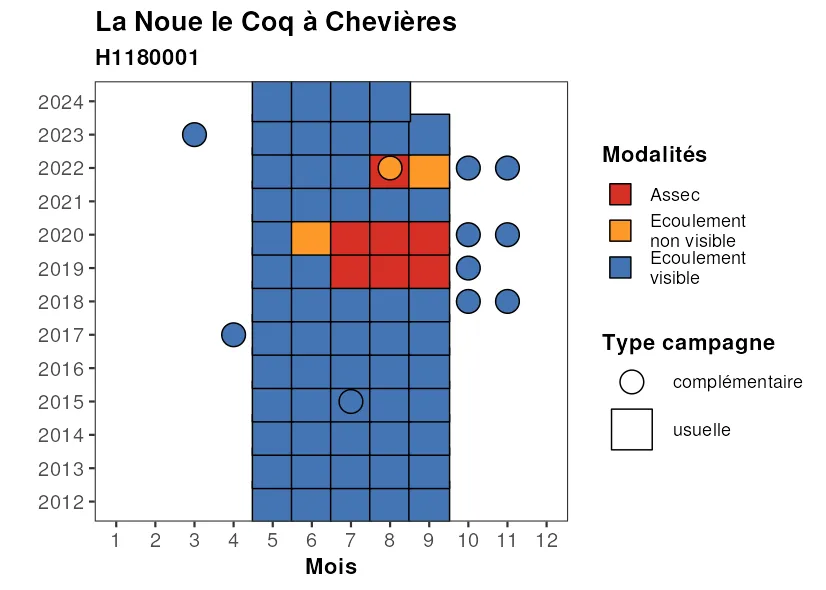 La Noue le Coq à Chevières
H1180001
2024
2023
2022
2021
2020
2019
2018
2017
2016
2015
2014
2013
2012
1 2 3 4 5 6 7 8 9 10 11 12
Mois
Modalités
Assec
Ecoulement
non visible
Ecoulement
visible
Type campagne
complémentaire
usuelle